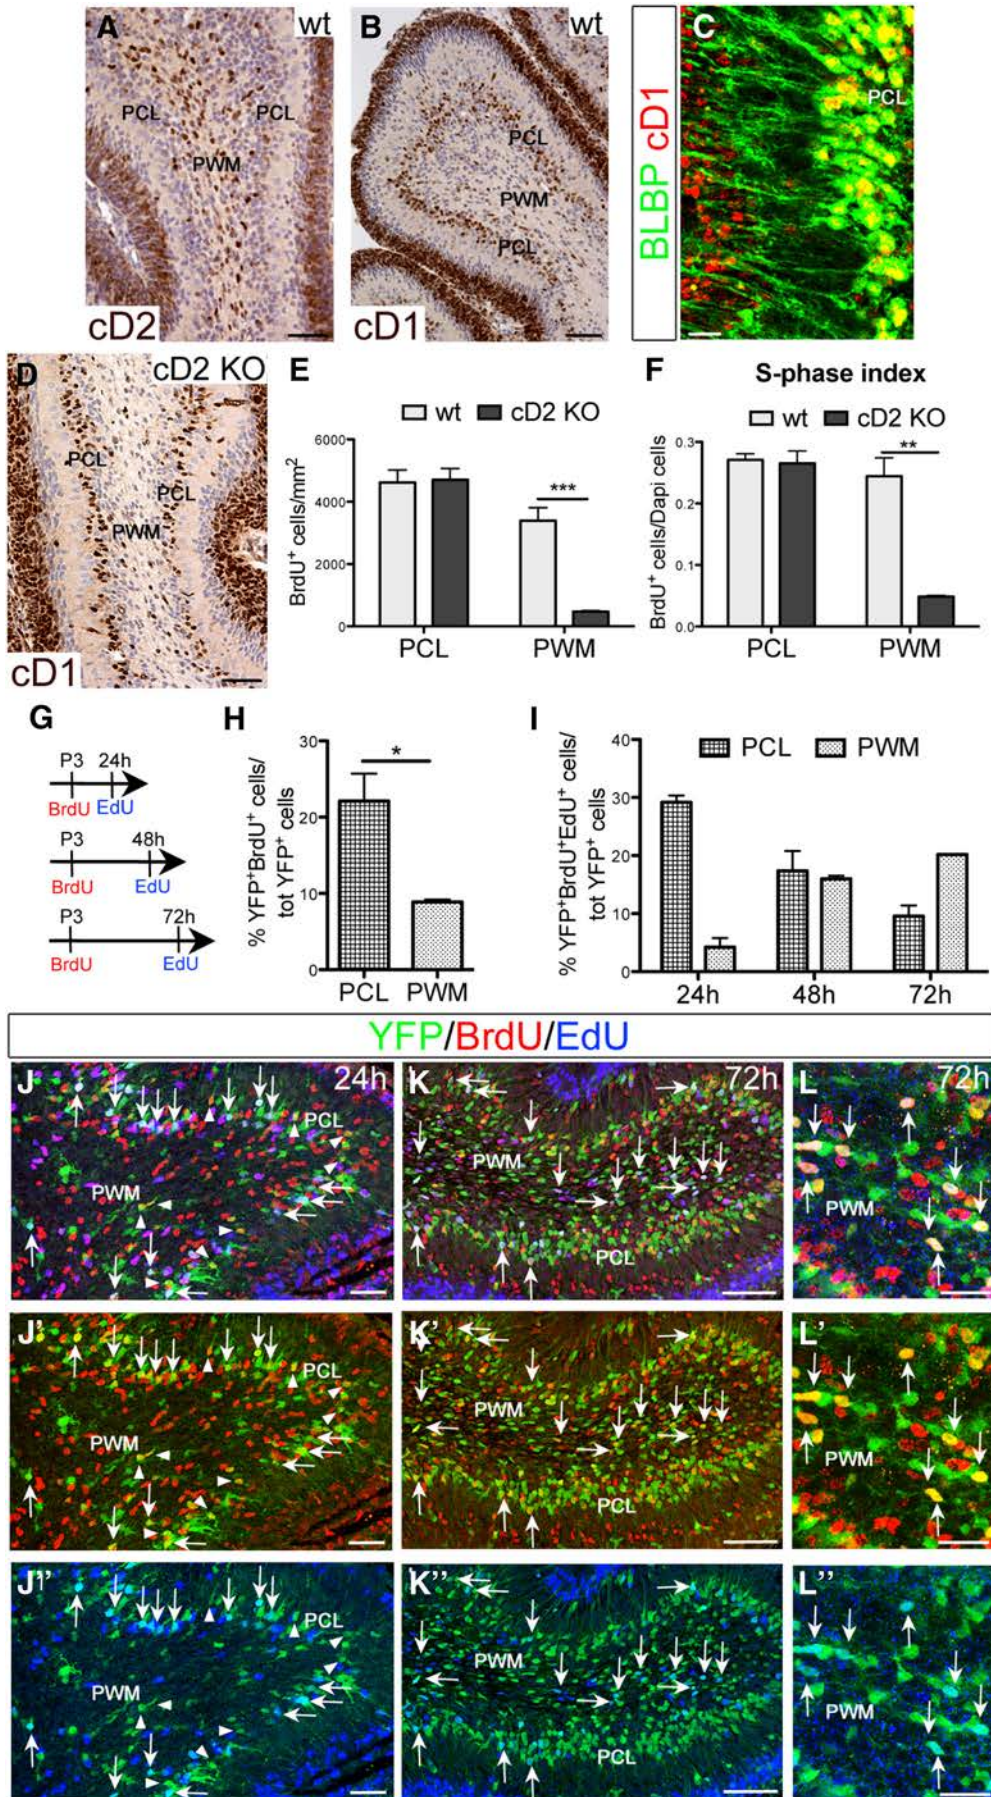 A
wt
PCL
PCL
PWM
cD2
B
wt
PCL
PWM
PCL
cD1
BLBP cD1
C
PCL
D
cD2 KO
PCL
PCL
PWM
cD1
E
wt
cD2 KO
BrdU+ cells/mm2
6000
4000
2000
0
***
PCL
PWM
F
S-phase index
wt
cD2 KO
BrdU+ cells/Dapi cells
0.3
0.2
0.1
0.0
**
PCL
PWM
G
P3 24h
BrdU EdU
P3 48h
BrdU EdU
P3 72h
BrdU EdU
H
% YFP+BrdU+ cells/
tot YFP+ cells
30
20
10
0
*
PCL
PWM
I
% YFP+BrdU+EdU+ cells/
tot YFP+ cells
40
30
20
10
0
PCL
PWM
24h
48h
72h
YFP/BrdU/EdU
J
24h
PCL
PWM
K
72h
PWM
PCL
L
72h
PWM
J'
PCL
PWM
K'
PWM
PCL
L'
PWM
J''
PCL
PWM
K''
PWM
PCL
L''
PWM